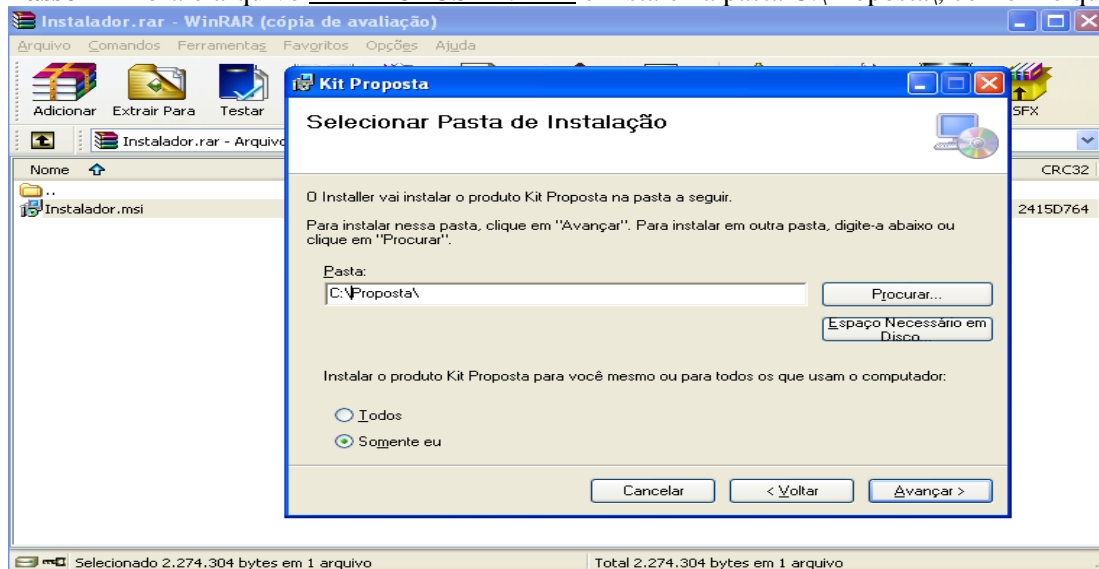 Instalador.rar - WinRAR (cópia de avaliação)
Arquivo Comandos Ferramentas Favoritos Opções Ajuda
Adicionar Extrair Para Testar SFX
Kit Proposta
Selecionar Pasta de Instalação
Instalador.rar - Arquivo
Nome CRC32
..
Instalador.msi 2415D764
O Installer vai instalar o produto Kit Proposta na pasta a seguir.
Para instalar nessa pasta, clique em "Avançar". Para instalar em outra pasta, digite-a abaixo ou
clique em "Procurar".
Pasta:
C:\Proposta\
Procurar...
Espaço Necessário em
Disco...
Instalar o produto Kit Proposta para você mesmo ou para todos os que usam o computador:
Todos
Somente eu
Cancelar < Voltar Avançar >
Selecionado 2.274.304 bytes em 1 arquivo Total 2.274.304 bytes em 1 arquivo